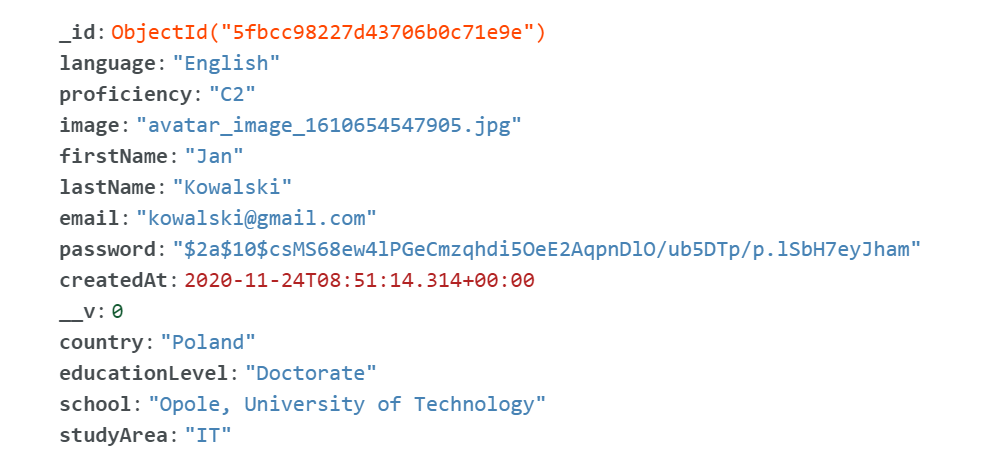 _id: ObjectId("5fbcc98227d43706b0c71e9e")
language: "English"
proficiency: "C2"
image: "avatar_image_1610654547905.jpg"
firstName: "Jan"
lastName: "Kowalski"
email: "kowalski@gmail.com"
password: "$2a$10$csMS68ew4lPGeCmzqhdi5OeE2AqpnDlO/ub5DTp/p.lSbH7eyJham"
createdAt: 2020-11-24T08:51:14.314+00:00
__v: 0
country: "Poland"
educationLevel: "Doctorate"
school: "Opole, University of Technology"
studyArea: "IT"